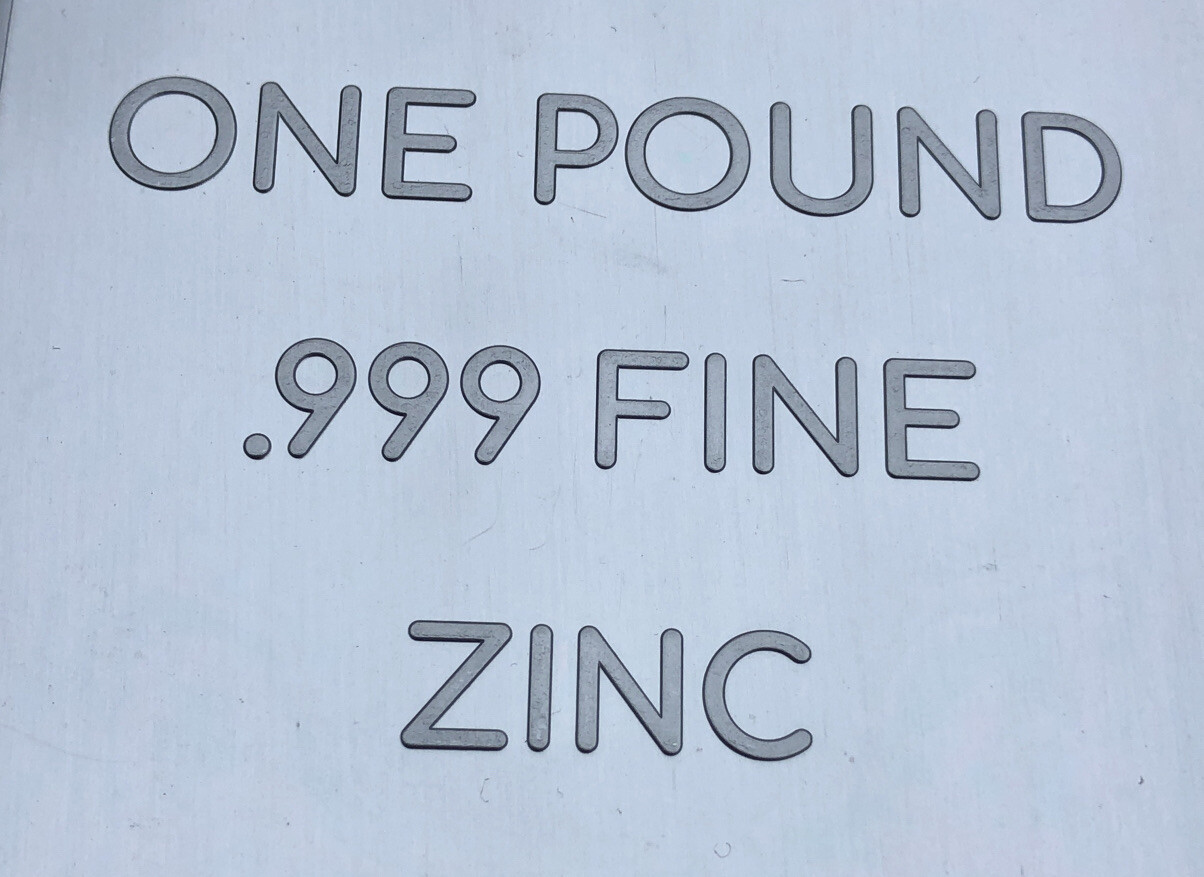 ONE POUND
.999 FINE
ZINC